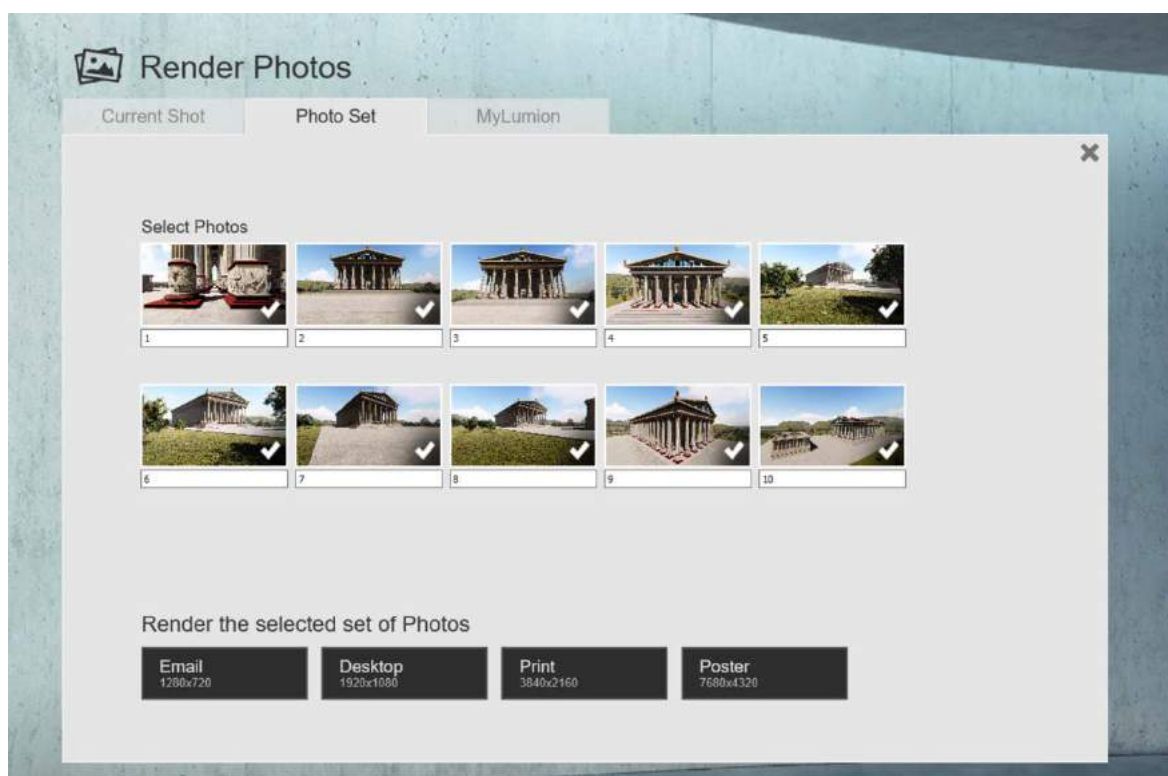 Render Photos
Current Shot Photo Set MyLumion
Select Photos
1 2 3 4 5
6 7 8 9 10
Render the selected set of Photos
Email Desktop Print Poster
1280x720 1920x1080 3840x2160 7680x4320